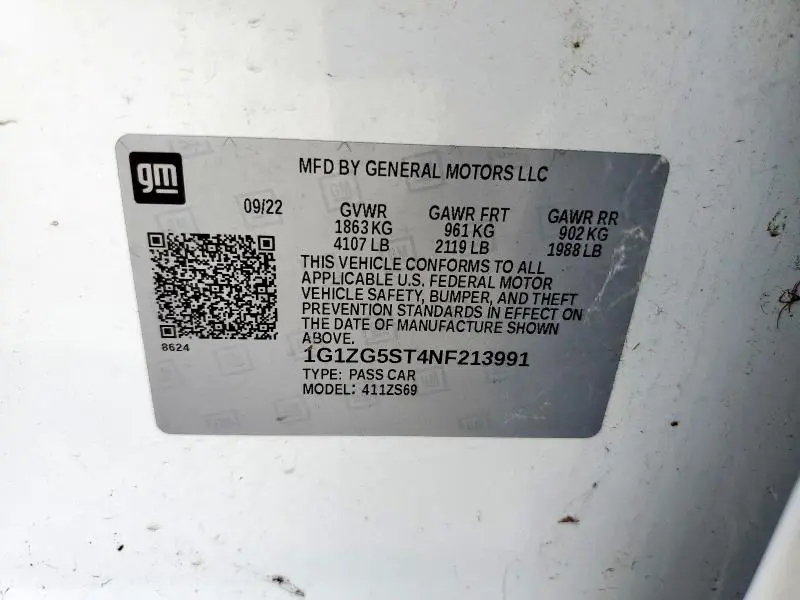 gm
MFD BY GENERAL MOTORS LLC
09/22 GVWR GAWR FRT GAWR RR
1863 KG 961 KG 902 KG
4107 LB 2119 LB 1988 LB
THIS VEHICLE CONFORMS TO ALL
APPLICABLE U.S. FEDERAL MOTOR
VEHICLE SAFETY, BUMPER, AND THEFT
PREVENTION STANDARDS IN EFFECT ON
THE DATE OF MANUFACTURE SHOWN
ABOVE.
8624
1G1ZG5ST4NF213991
TYPE: PASS CAR
MODEL: 411ZS69